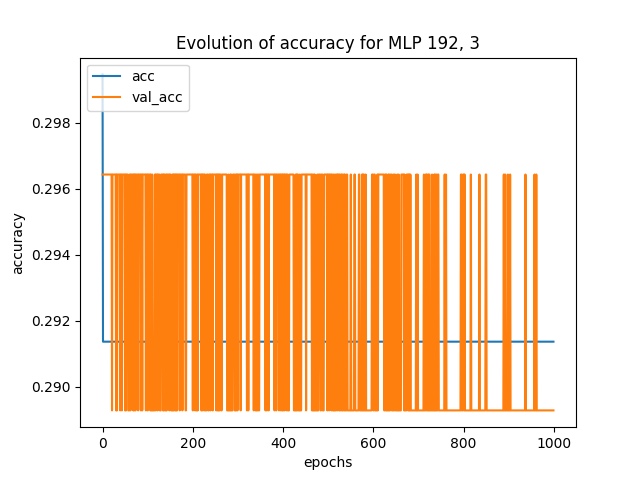 Evolution of accuracy for MLP 192, 3
acc
val_acc
0.298
0.296
0.294
0.292
0.290
accuracy
0 200 400 600 800 1000
epochs